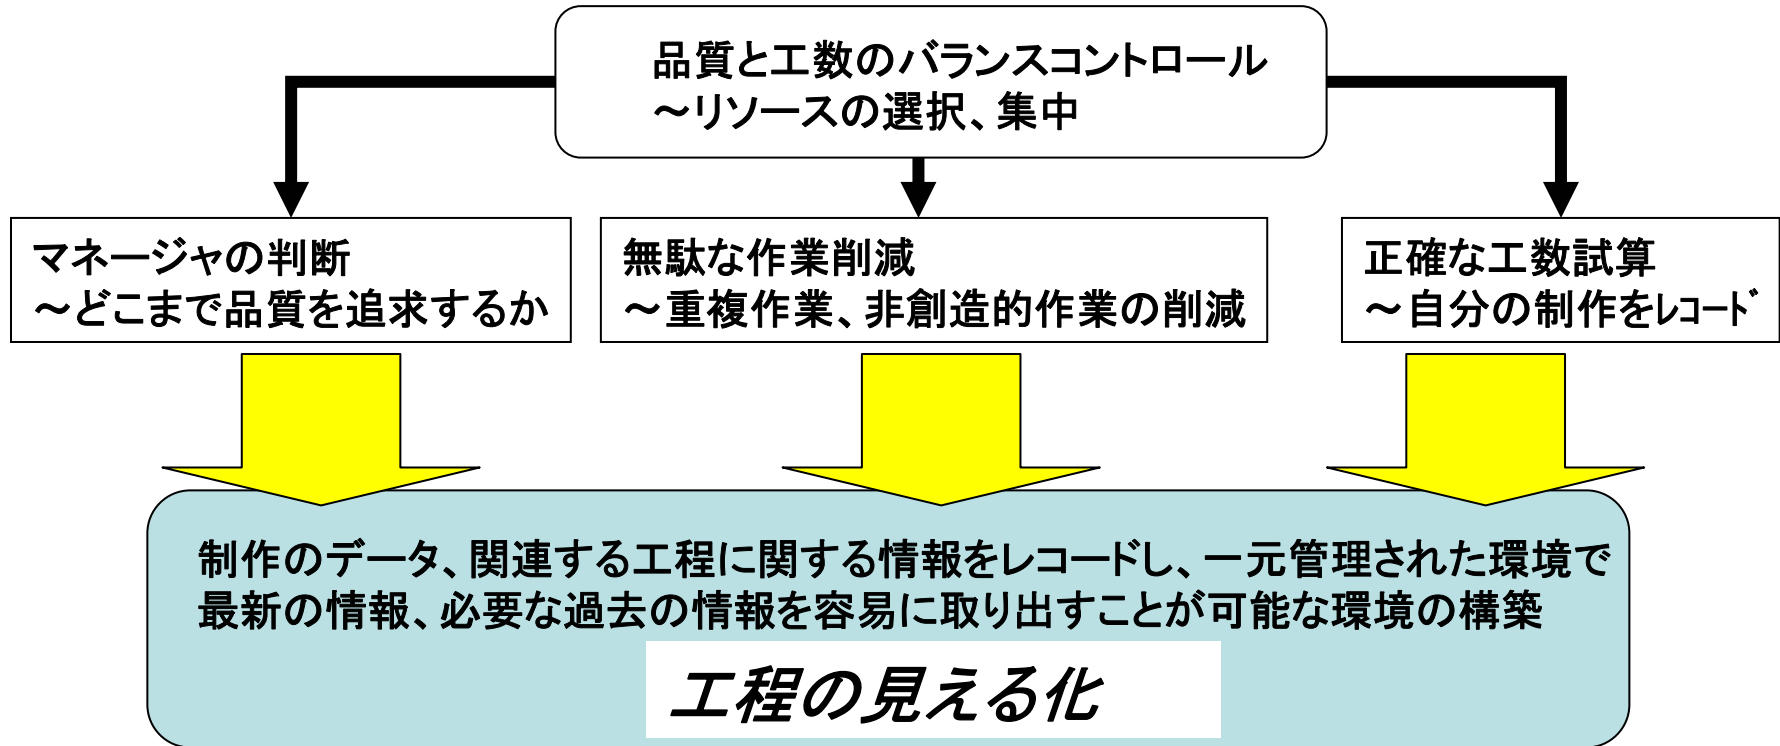 品質と工数のバランスコントロール
～リソースの選択、集中
マネージャの判断
～どこまで品質を追求するか
無駄な作業削減
～重複作業、非創造的作業の削減
正確な工数試算
～自分の制作をﾚｺｰﾄﾞ
制作のデータ、関連する工程に関する情報をレコードし、一元管理された環境で
最新の情報、必要な過去の情報を容易に取り出すことが可能な環境の構築
工程の見える化